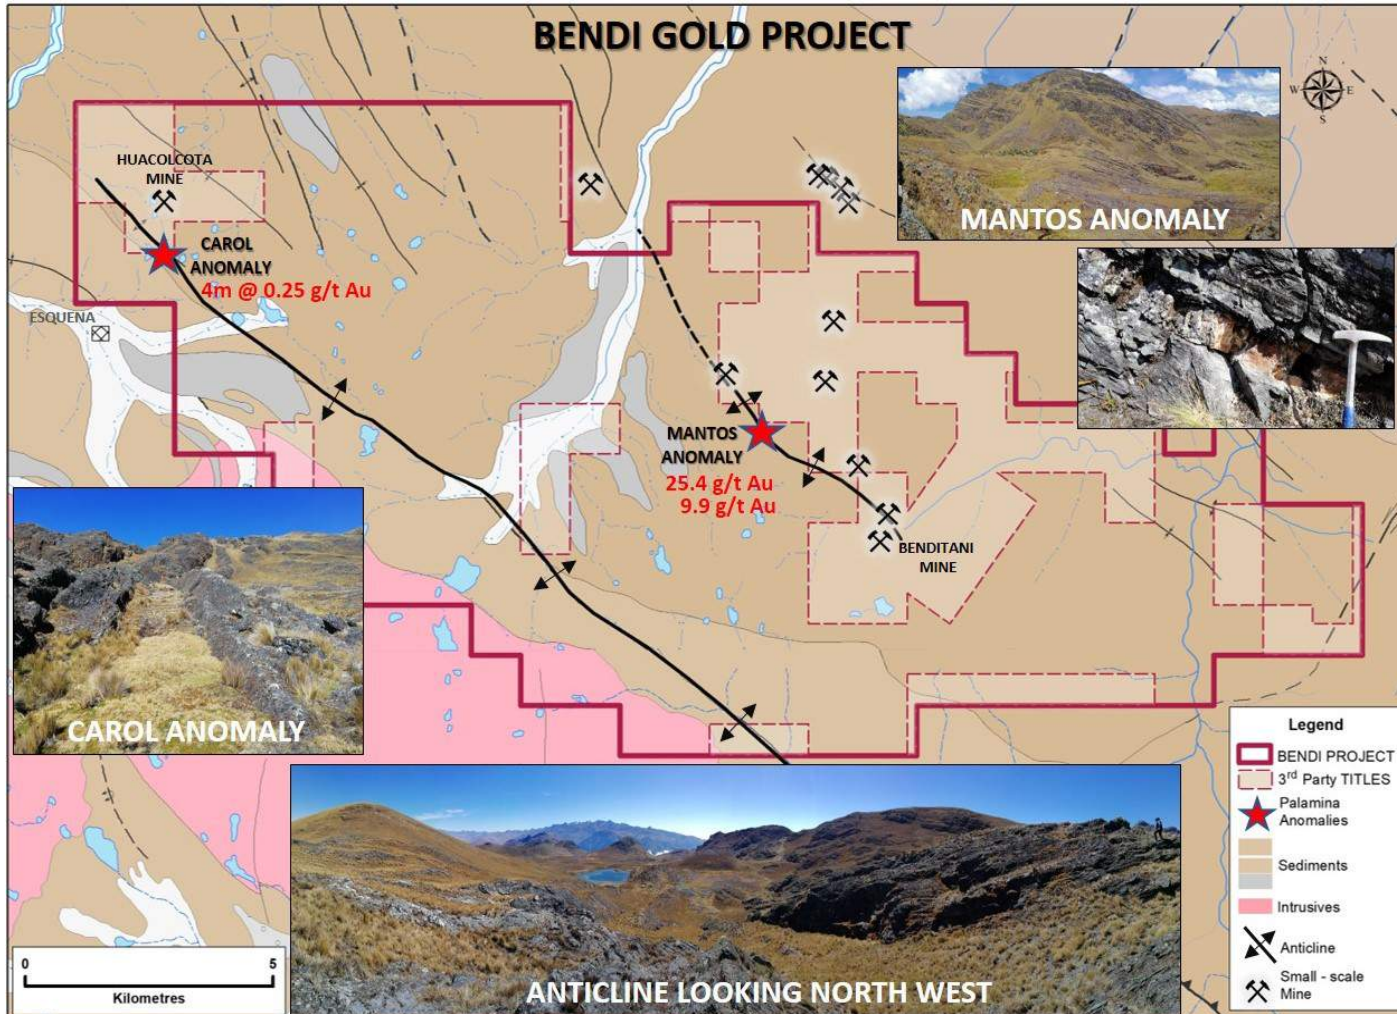 BENDI GOLD PROJECT
N
W E
S
MANTOS ANOMALY
HUACOLCOTA
MINE
CAROL
ANOMALY
4m @ 0.25 g/t Au
ESQUENA
MANTOS
ANOMALY
25.4 g/t Au
9.9 g/t Au
BENDITANI
MINE
CAROL ANOMALY
ANTICLINE LOOKING NORTH WEST
0 5
Kilometres
Legend
BENDI PROJECT
3rd Party TITLES
Palamina
Anomalies
Sediments
Intrusives
Anticline
Small - scale
Mine